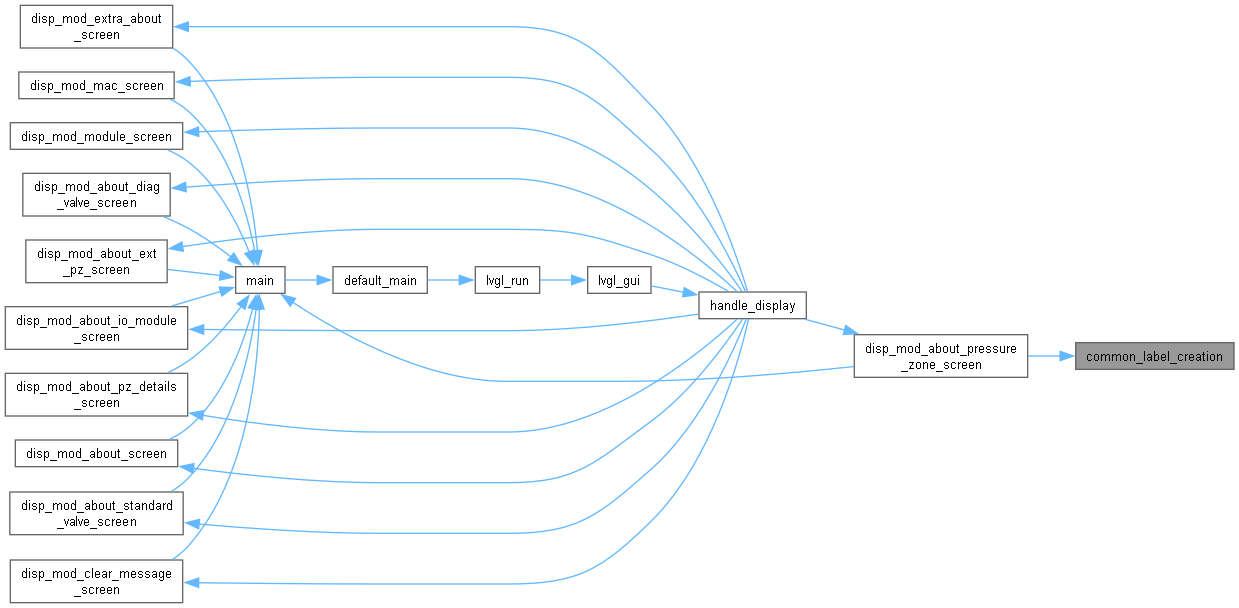 disp_mod_extra_about
_screen
disp_mod_mac_screen
disp_mod_module_screen
disp_mod_about_diag
_valve_screen
disp_mod_about_ext
_pz_screen
main
default_main
lvgl_run
lvgl_gui
handle_display
disp_mod_about_io_module
_screen
disp_mod_about_pressure
_zone_screen
common_label_creation
disp_mod_about_pz_details
_screen
disp_mod_about_screen
disp_mod_about_standard
_valve_screen
disp_mod_clear_message
_screen